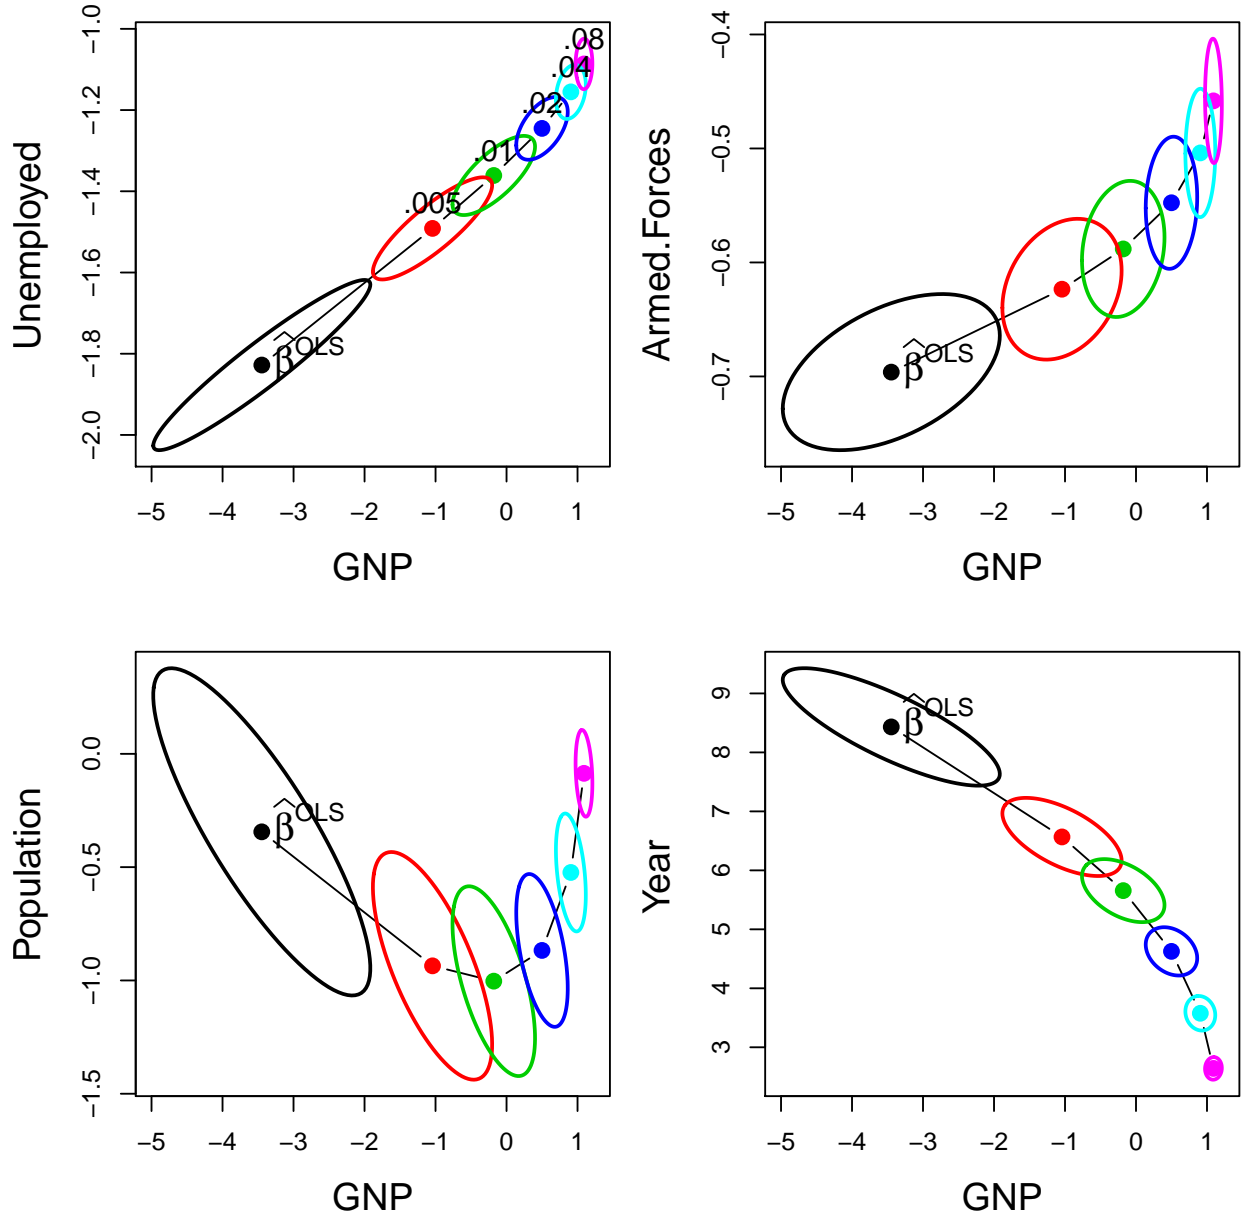 Unemployed
−1.0
−1.2
−1.4
−1.6
−1.8
−2.0
.08
.04
.02
.01
.005
β̂OLS
−5 −4 −3 −2 −1 0 1
GNP
Armed.Forces
−0.4
−0.5
−0.6
−0.7
β̂OLS
−5 −4 −3 −2 −1 0 1
GNP
Population
0.0
−0.5
−1.0
−1.5
β̂OLS
−5 −4 −3 −2 −1 0 1
GNP
Year
9
8
7
6
5
4
3
β̂OLS
−5 −4 −3 −2 −1 0 1
GNP